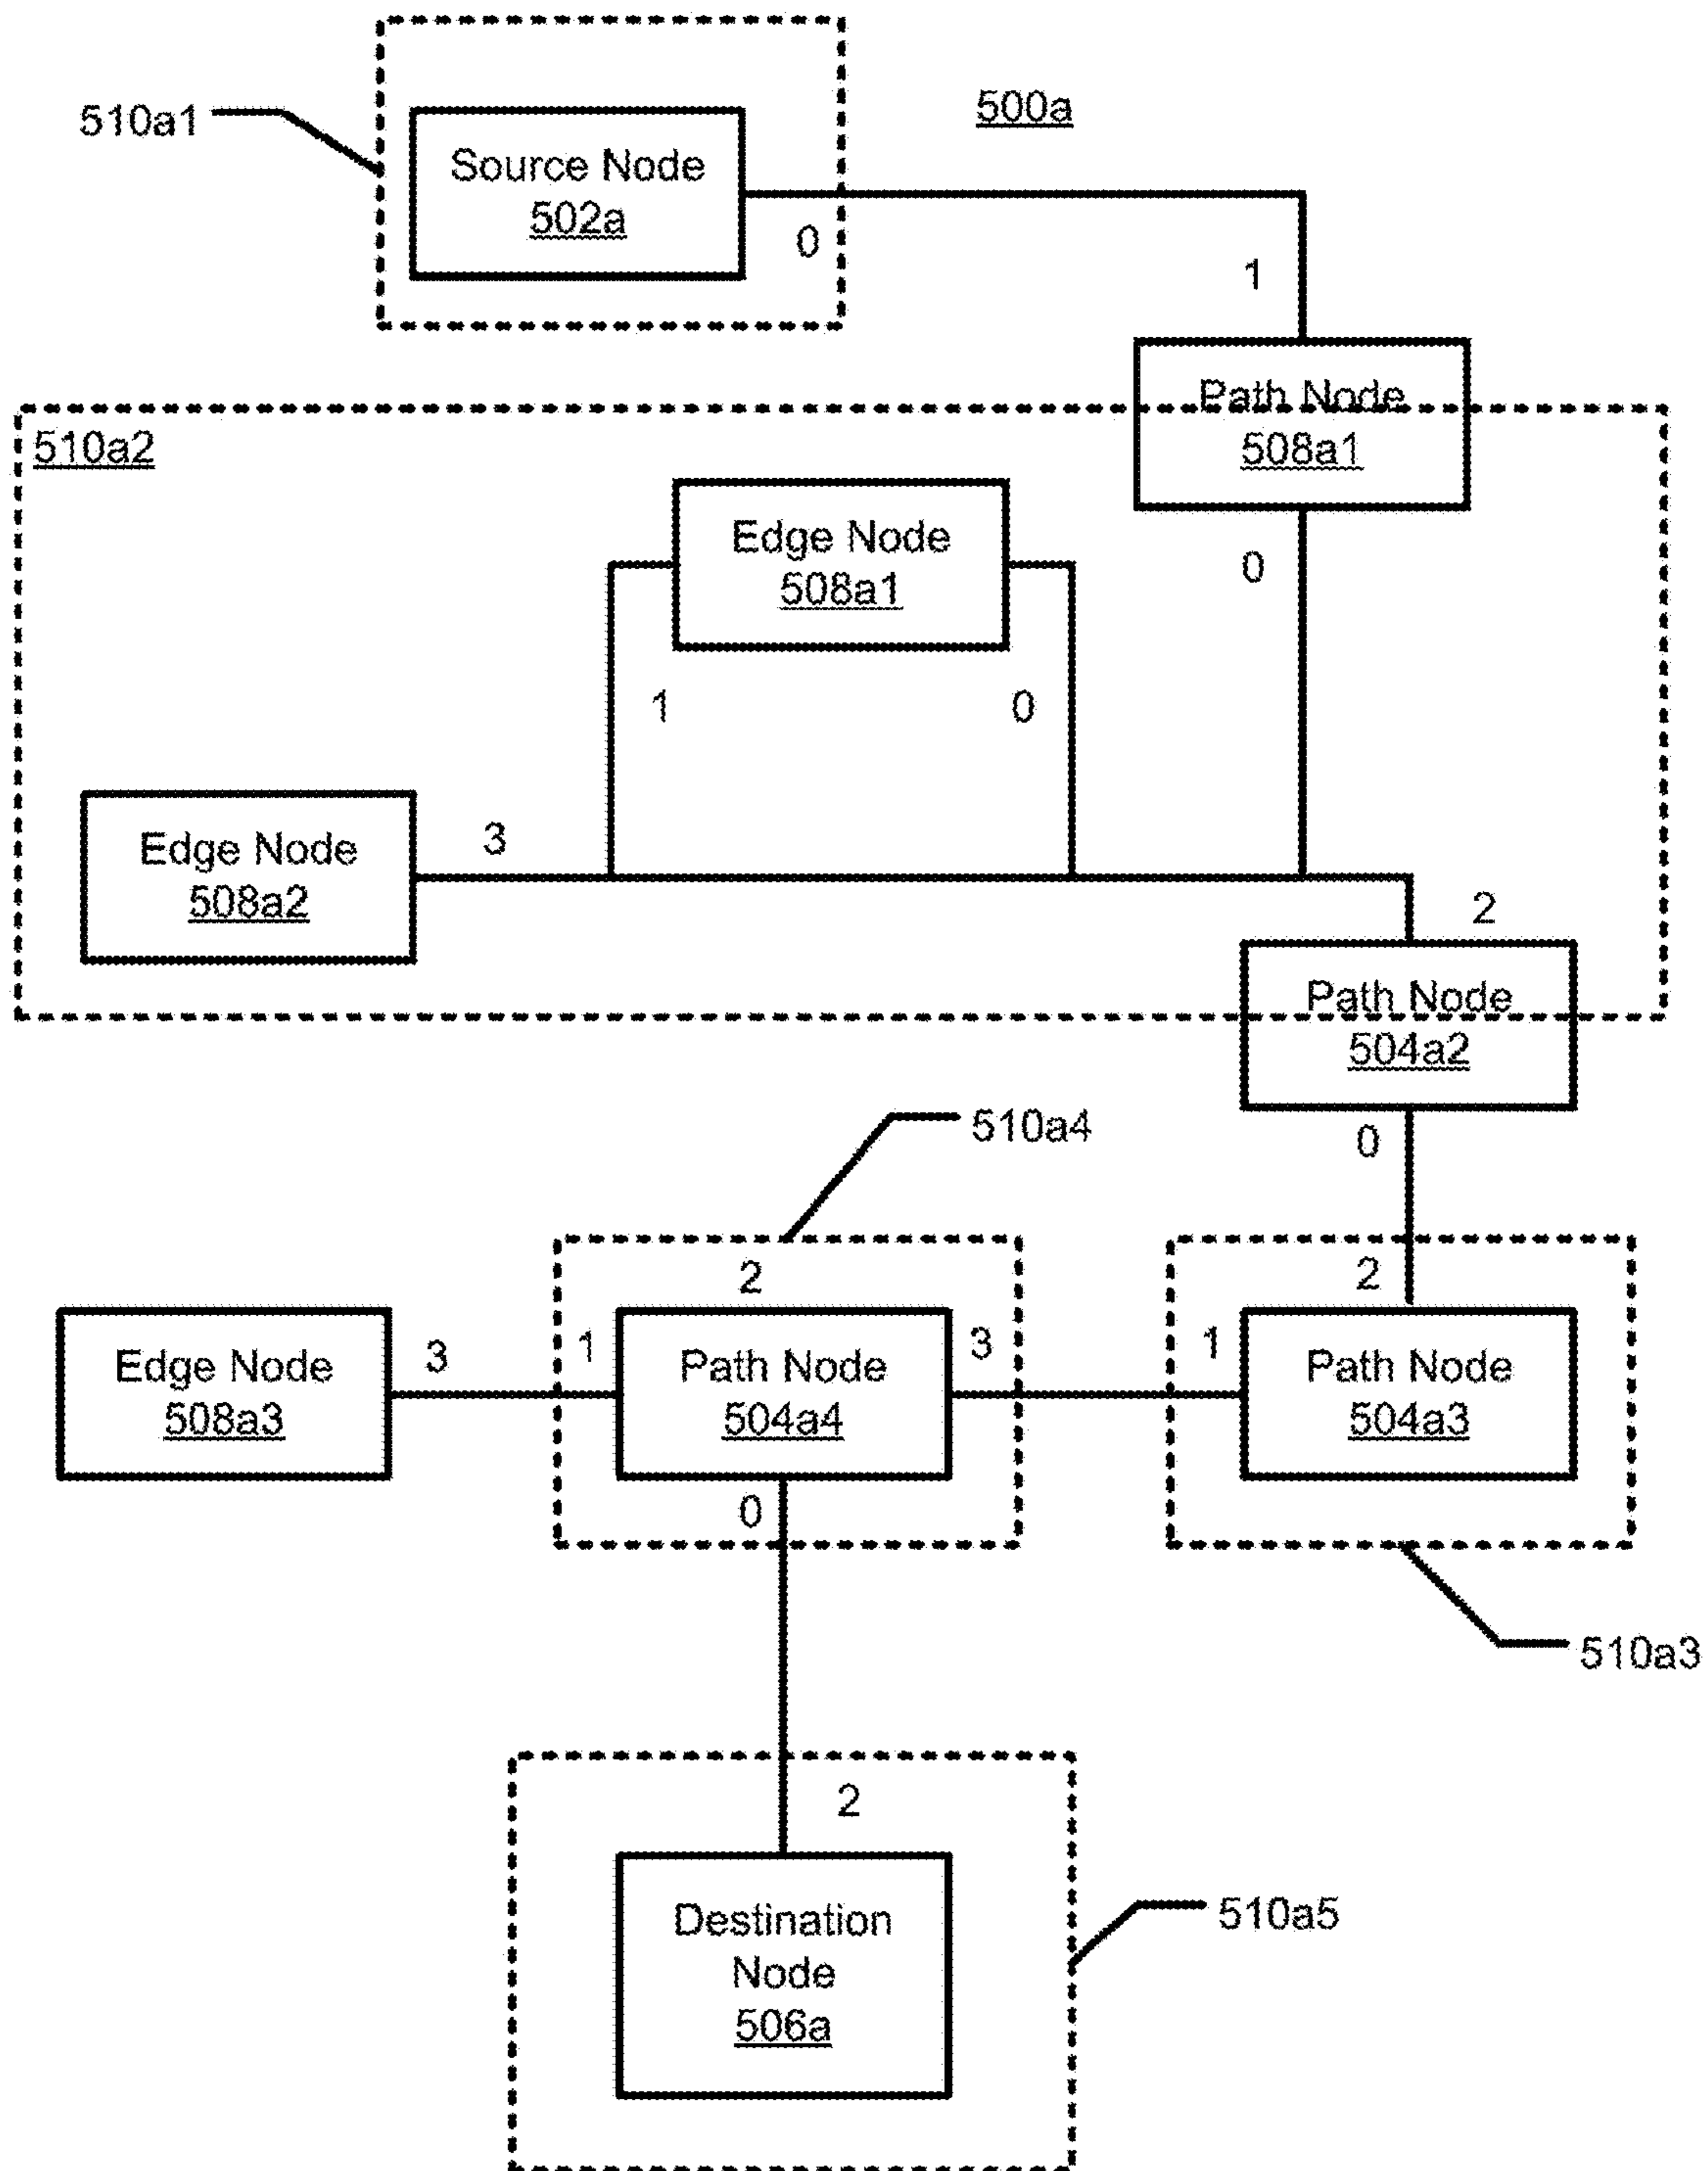 500a
510a1
Source Node
502a
0
1
Path Node
508a1
510a2
Edge Node
508a1
0
1
0
Edge Node
508a2
3
2
Path Node
504a2
0
510a4
2
2
Edge Node
508a3
3
1
Path Node
504a4
3
1
Path Node
504a3
0
510a3
2
Destination
Node
506a
510a5